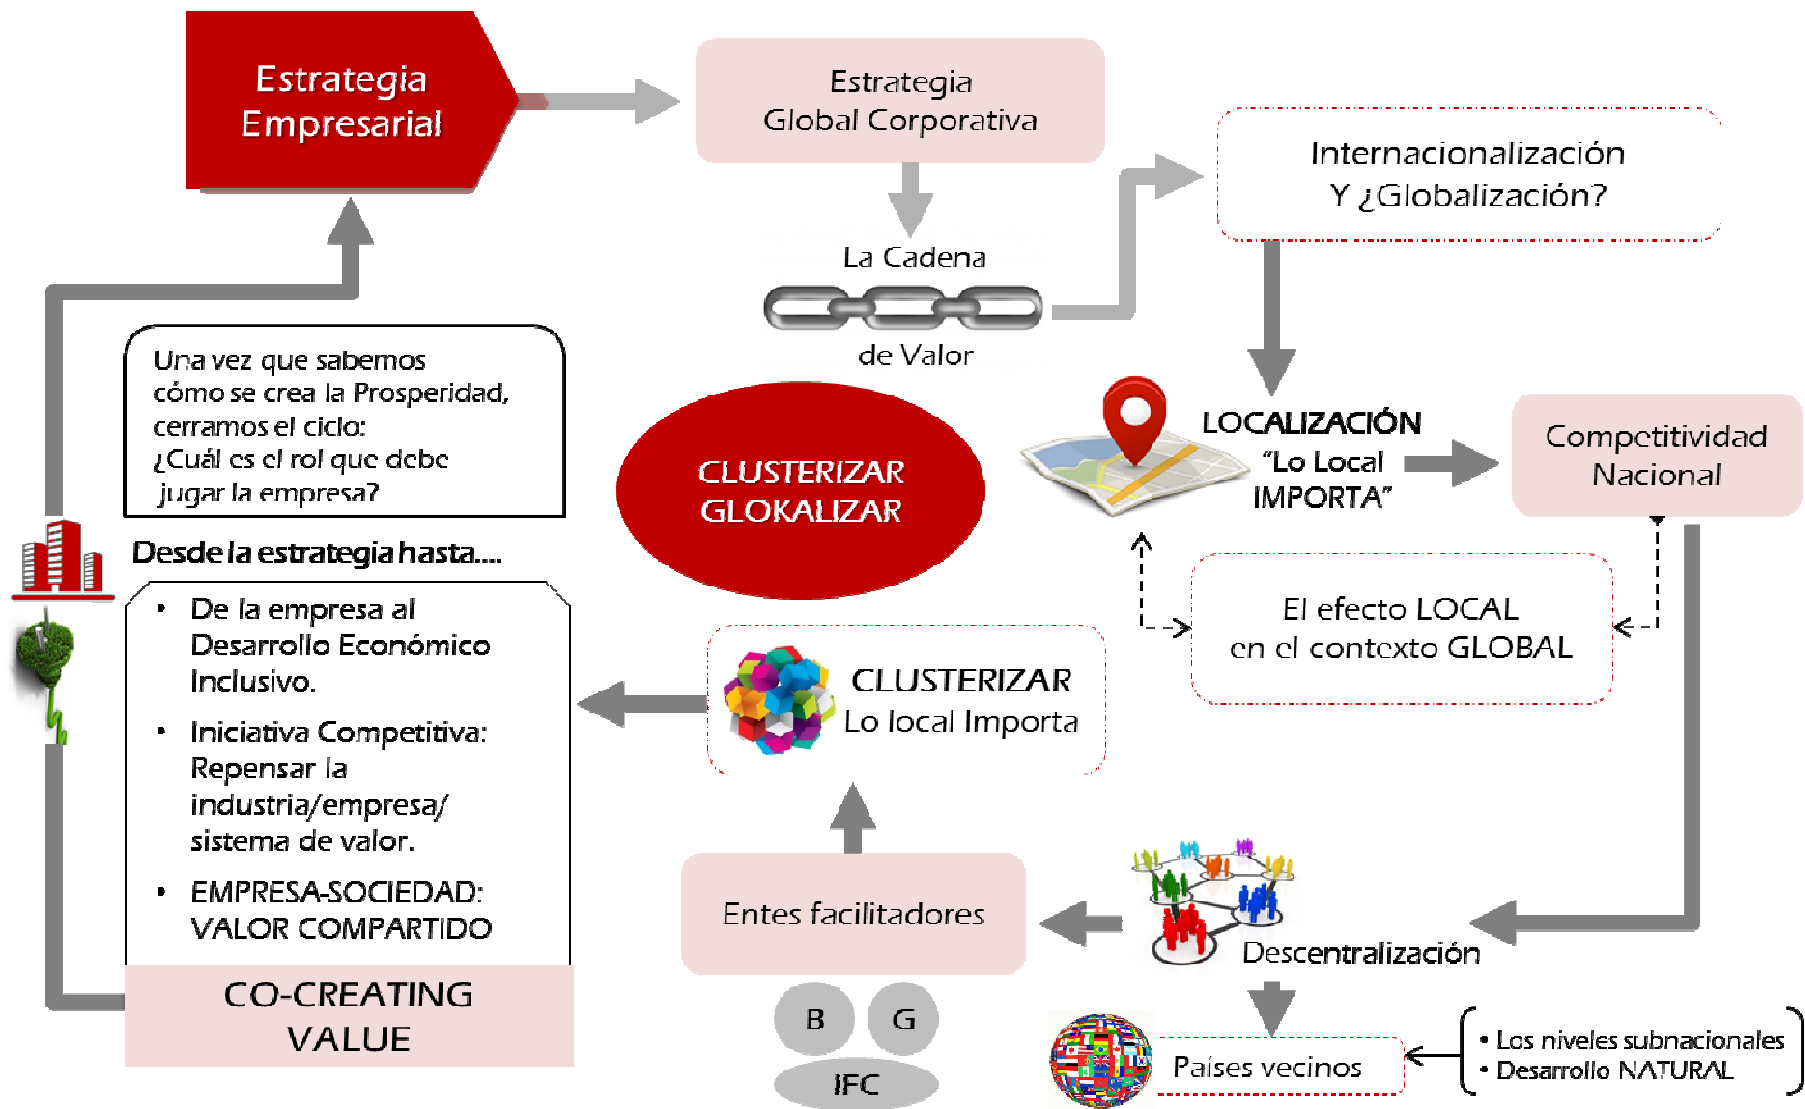 Estrategia
Empresarial
Estrategia
Global Corporativa
Internacionalización
Y ¿Globalización?
La Cadena
de Valor
Una vez que sabemos
cómo se crea la Prosperidad,
cerramos el ciclo:
¿Cuál es el rol que debe
jugar la empresa?
CLUSTERIZAR
GLOKALIZAR
LOCALIZACIÓN
“Lo Local
IMPORTA”
Competitividad
Nacional
Desde la estrategia hasta....
• De la empresa al
Desarrollo Económico
Inclusivo.
• Iniciativa Competitiva:
Repensar la
industria/empresa/
sistema de valor.
• EMPRESA-SOCIEDAD:
VALOR COMPARTIDO
CO-CREATING
VALUE
El efecto LOCAL
en el contexto GLOBAL
CLUSTERIZAR
Lo local Importa
Entes facilitadores
B
G
IFC
Descentralización
Países vecinos
• Los niveles subnacionales
• Desarrollo NATURAL